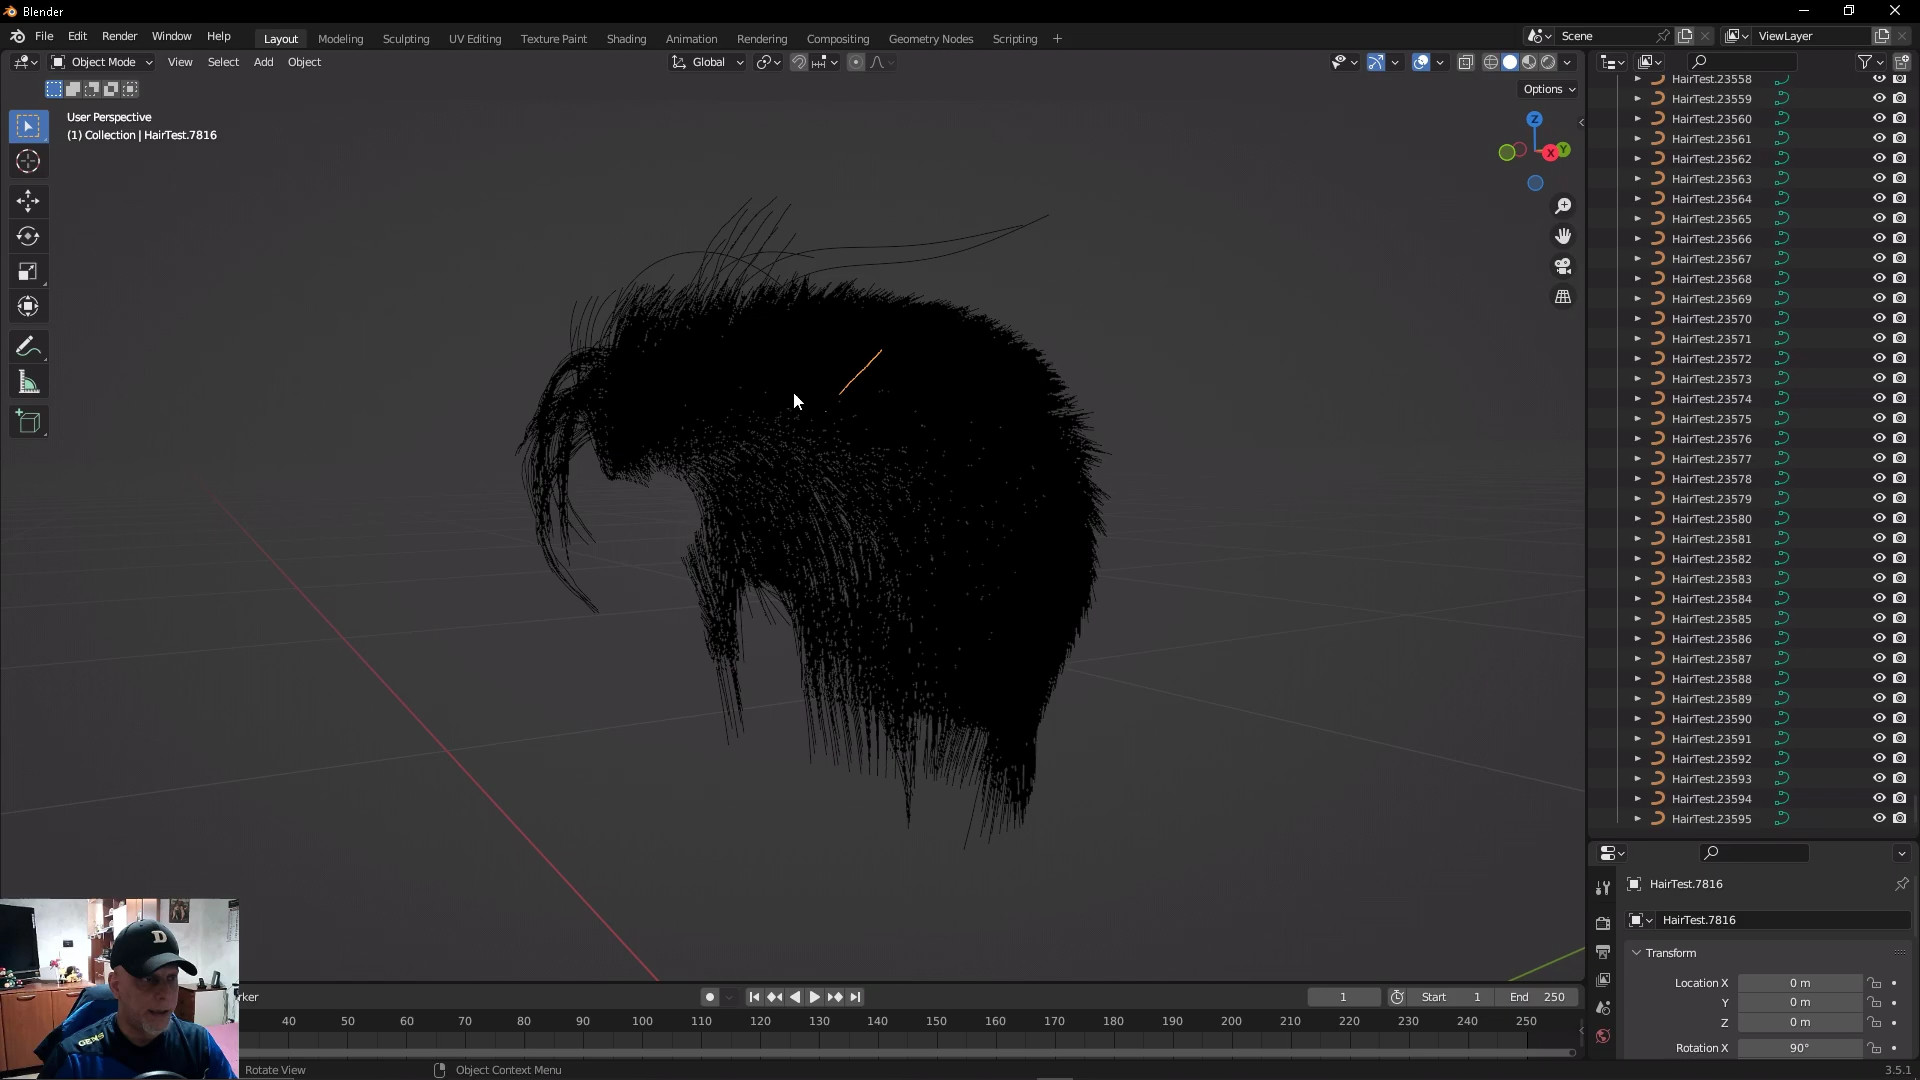 Blender
File Edit Render Window Help
Layout Modeling Sculpting UV Editing Texture Paint Shading Animation Rendering Compositing Geometry Nodes Scripting +
Scene ViewLayer
Object Mode View Select Add Object
Global
Options
User Perspective
(1) Collection | HairTest.7816
Z
X
Y
HairTest.23558
HairTest.23559
HairTest.23560
HairTest.23561
HairTest.23562
HairTest.23563
HairTest.23564
HairTest.23565
HairTest.23566
HairTest.23567
HairTest.23568
HairTest.23569
HairTest.23570
HairTest.23571
HairTest.23572
HairTest.23573
HairTest.23574
HairTest.23575
HairTest.23576
HairTest.23577
HairTest.23578
HairTest.23579
HairTest.23580
HairTest.23581
HairTest.23582
HairTest.23583
HairTest.23584
HairTest.23585
HairTest.23586
HairTest.23587
HairTest.23588
HairTest.23589
HairTest.23590
HairTest.23591
HairTest.23592
HairTest.23593
HairTest.23594
HairTest.23595
HairTest.7816
HairTest.7816
Transform
Location X 0 m
Y 0 m
Z 0 m
Rotation X 90°
D
GENS
rker
1 Start 1 End 250
40 50 60 70 80 90 100 110 120 130 140 150 160 170 180 190 200 210 220 230 240 250
Rotate View Object Context Menu
3.5.1